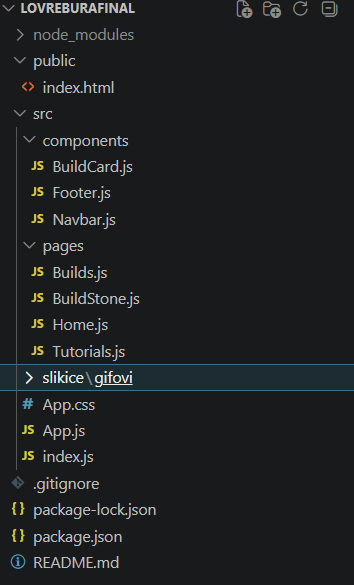 LOVREBURAFINAL
node_modules
public
<> index.html
src
components
JS BuildCard.js
JS Footer.js
JS Navbar.js
pages
JS Builds.js
JS BuildStone.js
JS Home.js
JS Tutorials.js
slikice\gifovi
# App.css
JS App.js
JS index.js
.gitignore
{} package-lock.json
{} package.json
README.md